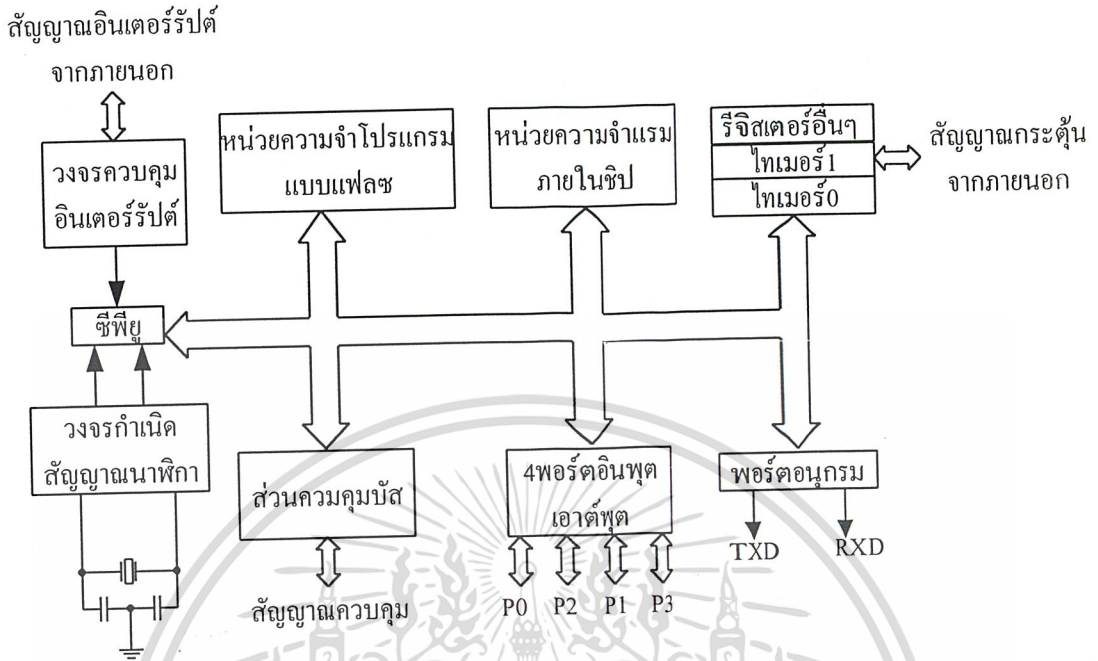 สัญญาณอินเตอร์รัปต์
จากภายนอก
วงจรควบคุม
อินเตอร์รัปต์
หน่วยความจำโปรแกรม
แบบแฟลซ
หน่วยความจำแรม
ภายในชิป
รีจิสเตอร์อื่นๆ
ไทเมอร์1
ไทเมอร์0
สัญญาณกระตุ้น
จากภายนอก
ซีพียู
วงจรกำเนิด
สัญญาณนาฬิกา
ส่วนควมคุมบัส
4พอร์ตอินพุต
เอาต์พุต
พอร์ตอนุกรม
TXD
RXD
สัญญาณควบคุม
P0
P2
P1
P3